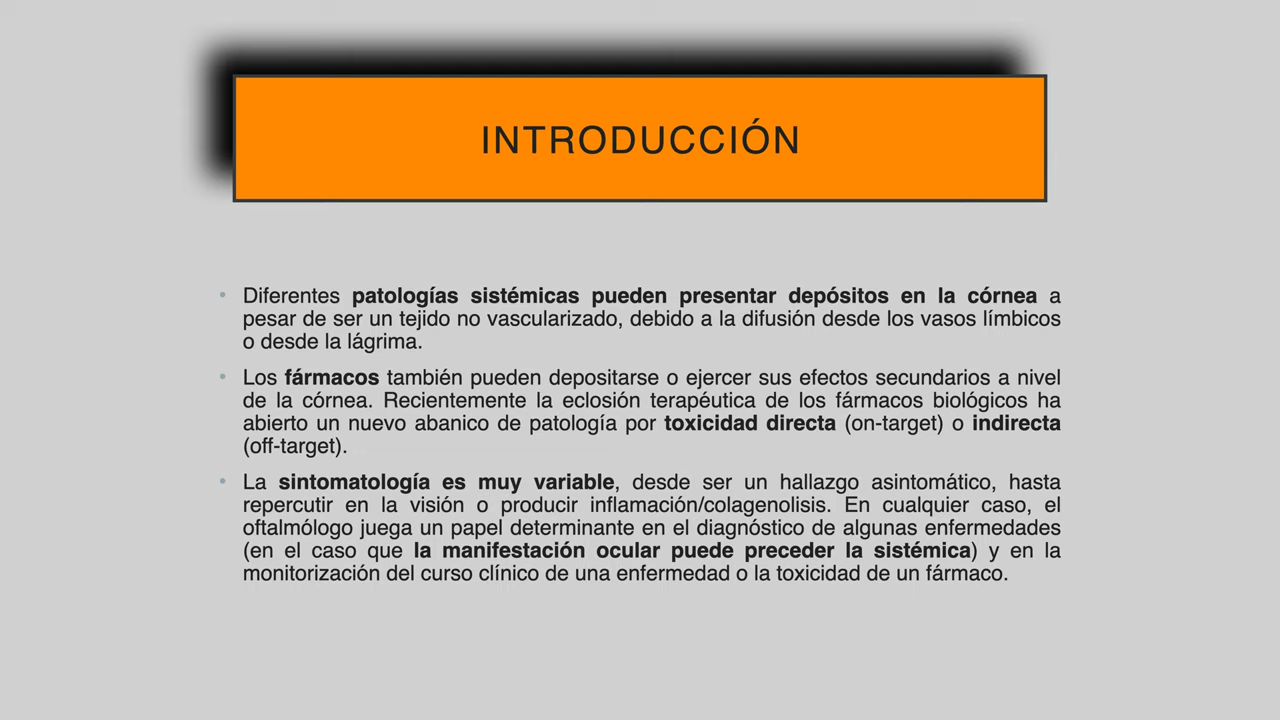 INTRODUCCIÓN
• Diferentes patologías sistémicas pueden presentar depósitos en la córnea a
pesar de ser un tejido no vascularizado, debido a la difusión desde los vasos límbicos
o desde la lágrima.
• Los fármacos también pueden depositarse o ejercer sus efectos secundarios a nivel
de la córnea. Recientemente la eclosión terapéutica de los fármacos biológicos ha
abierto un nuevo abanico de patología por toxicidad directa (on-target) o indirecta
(off-target).
• La sintomatología es muy variable, desde ser un hallazgo asintomático, hasta
repercutir en la visión o producir inflamación/colagenolisis. En cualquier caso, el
oftalmólogo juega un papel determinante en el diagnóstico de algunas enfermedades
(en el caso que la manifestación ocular puede preceder la sistémica) y en la
monitorización del curso clínico de una enfermedad o la toxicidad de un fármaco.